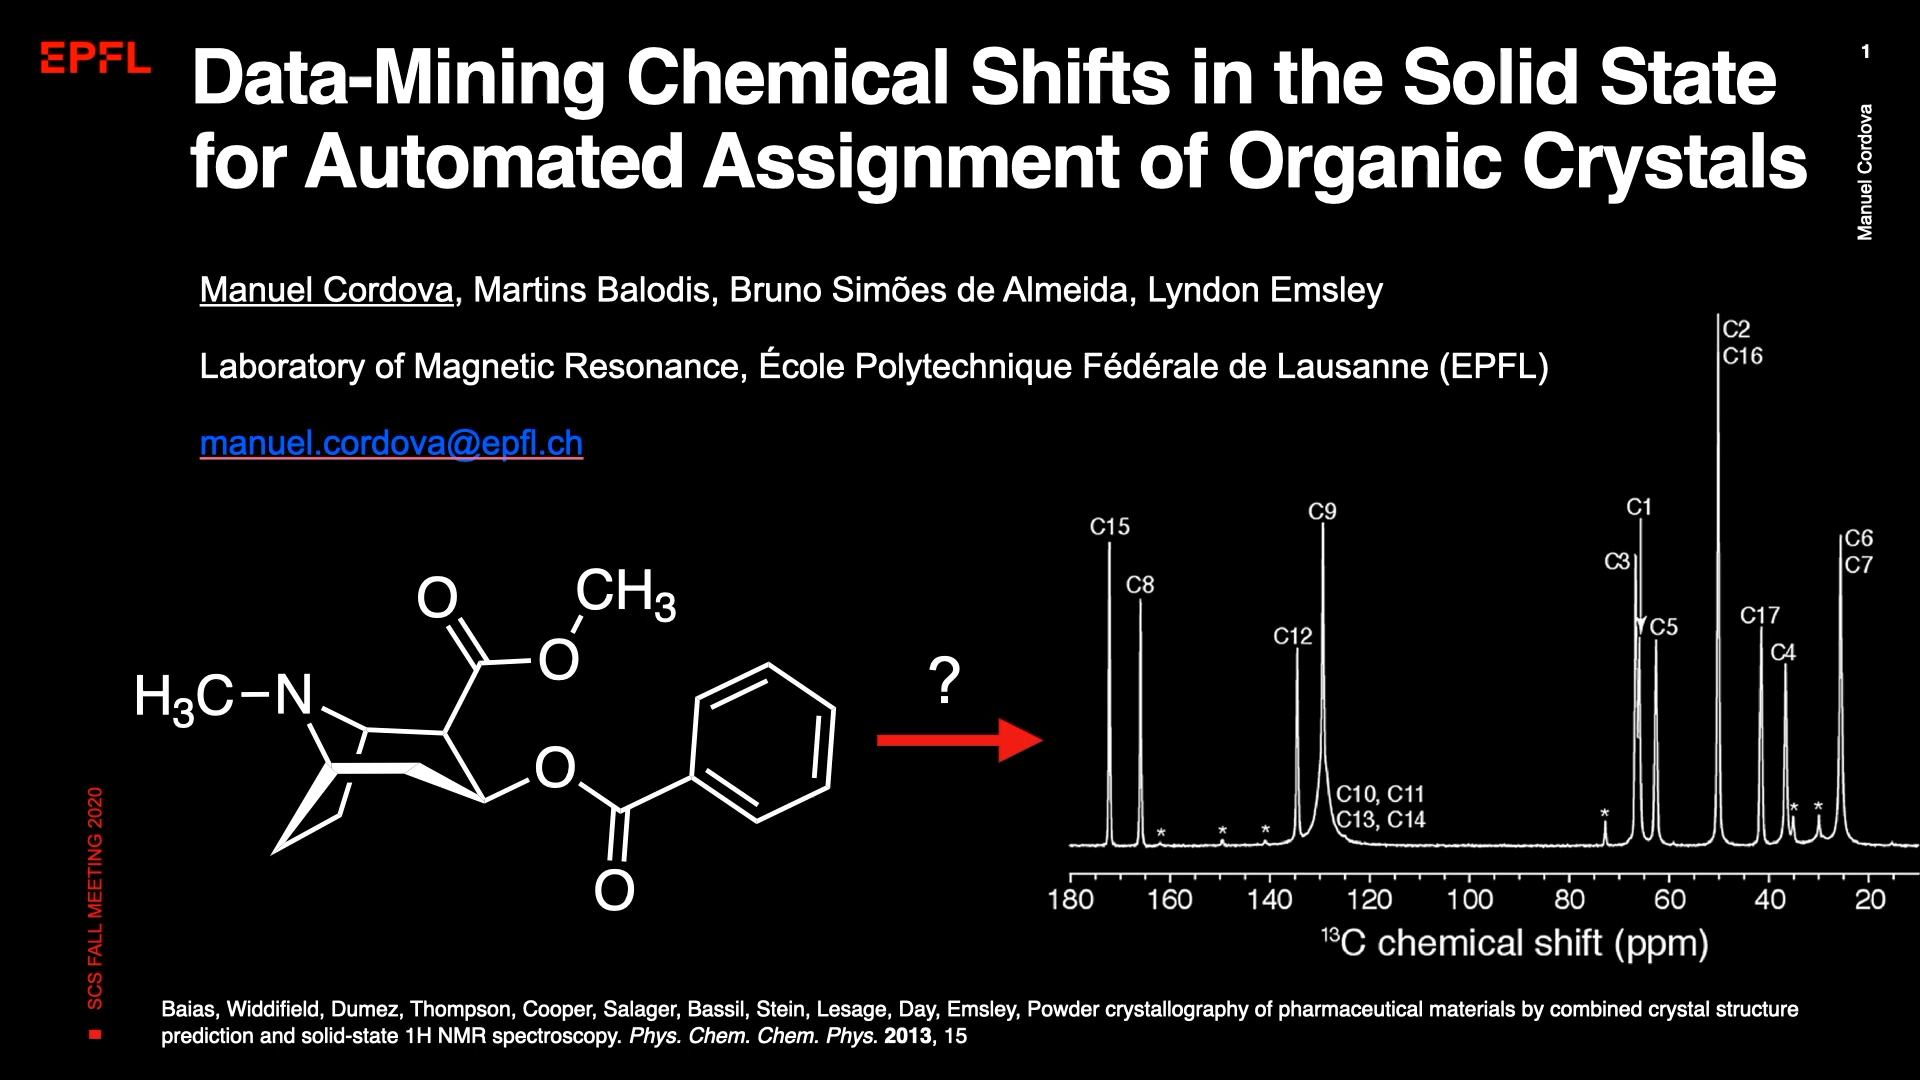 EPFL
Data-Mining Chemical Shifts in the Solid State
for Automated Assignment of Organic Crystals
1
Manuel Cordova
Manuel Cordova, Martins Balodis, Bruno Simões de Almeida, Lyndon Emsley
Laboratory of Magnetic Resonance, École Polytechnique Fédérale de Lausanne (EPFL)
manuel.cordova@epfl.ch
O
CH₃
O
H₃C–N
O
O
?
C15
C8
C12
C9
C10, C11
C13, C14
C3
C1
C5
C2
C16
C17
C4
C6
C7
* * * * * *
180 160 140 120 100 80 60 40 20
¹³C chemical shift (ppm)
SCS FALL MEETING 2020
Baias, Widdifield, Dumez, Thompson, Cooper, Salager, Bassil, Stein, Lesage, Day, Emsley, Powder crystallography of pharmaceutical materials by combined crystal structure
prediction and solid-state 1H NMR spectroscopy. Phys. Chem. Chem. Phys. 2013, 15